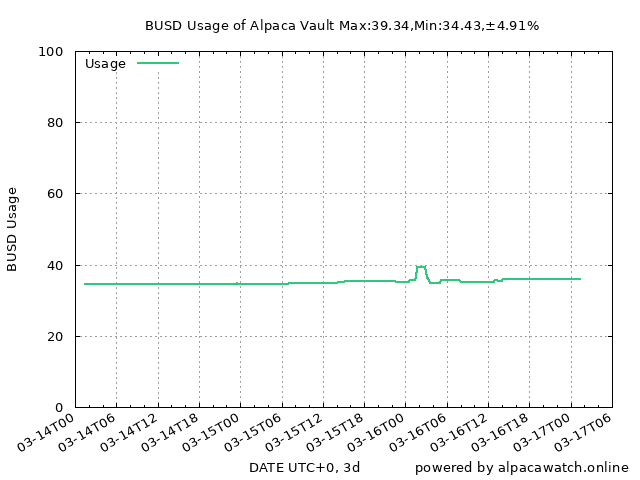 BUSD Usage of Alpaca Vault Max:39.34,Min:34.43,±4.91%
Usage
100
80
60
40
20
0
BUSD Usage
03-14T00
03-14T06
03-14T12
03-14T18
03-15T00
03-15T06
03-15T12
03-15T18
03-16T00
03-16T06
03-16T12
03-16T18
03-17T00
03-17T06
DATE UTC+0, 3d
powered by alpacawatch.online